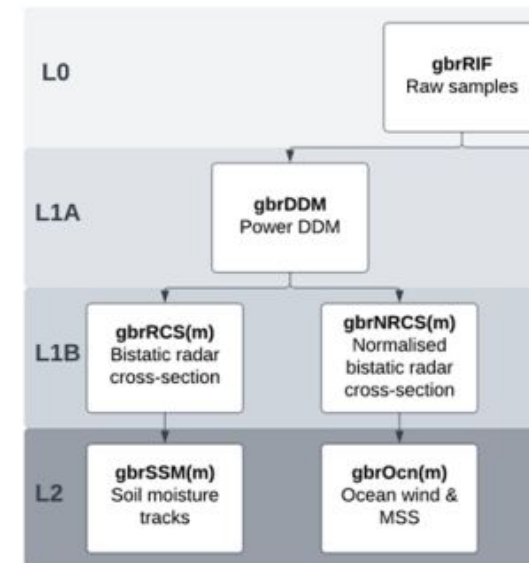 L0
gbrRIF
Raw samples
L1A
gbrDDM
Power DDM
L1B
gbrRCS(m)
Bistatic radar
cross-section
gbrNRCS(m)
Normalised
bistatic radar
cross-section
L2
gbrSSM(m)
Soil moisture
tracks
gbrOcn(m)
Ocean wind &
MSS